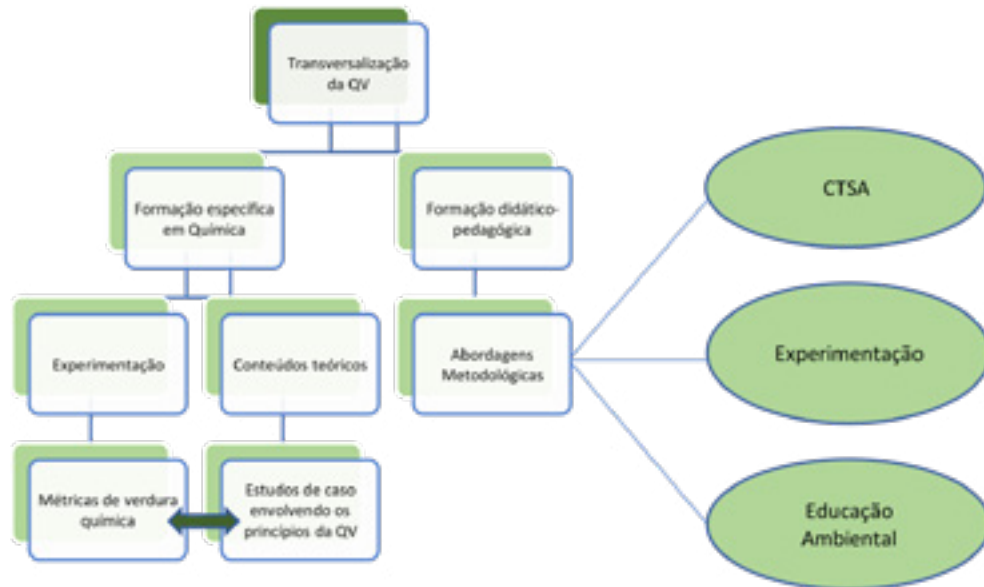 Transversalização
da QV
Formação específica
em Química
Formação didático-
pedagógica
Experimentação
Conteúdos teóricos
Abordagens
Metodológicas
Métricas de verdura
química
Estudos de caso
envolvendo os
princípios da QV
CTSA
Experimentação
Educação
Ambiental